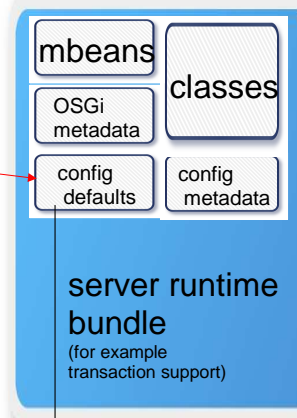 mbeans
classes
OSGi
metadata
config
defaults
config
metadata
server runtime
bundle
(for example
transaction support)